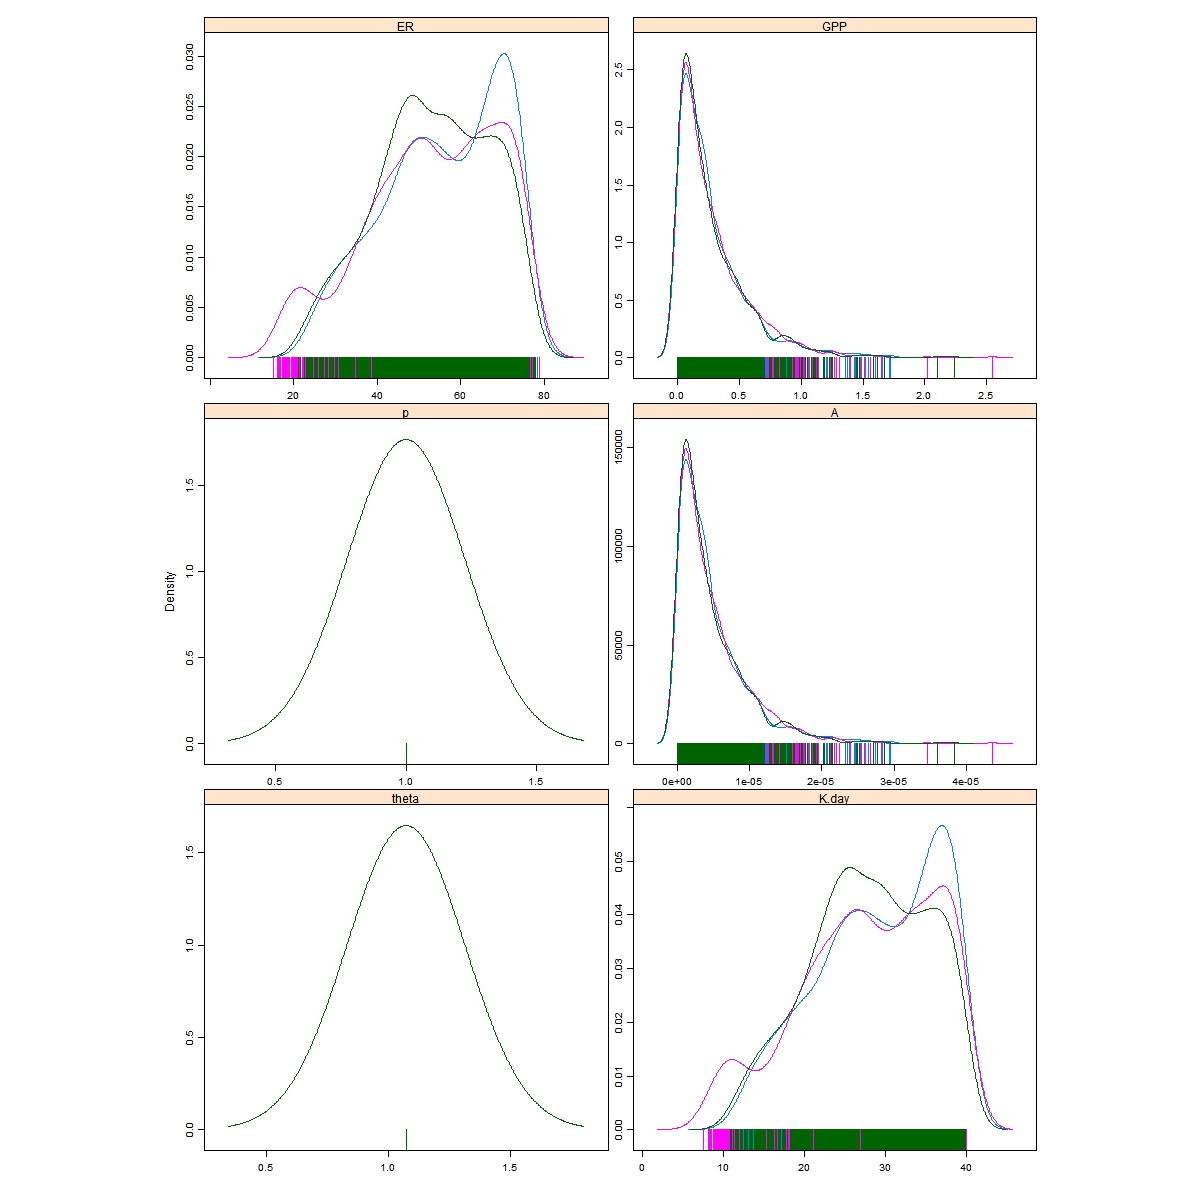 ER
GPP
0.000 0.005 0.010 0.015 0.020 0.025 0.030
20 40 60 80
0.0 0.5 1.0 1.5 2.0 2.5
0.0 0.5 1.0 1.5 2.0 2.5
p
A
Density
0.0 0.5 1.0 1.5
0.5 1.0 1.5
0 50000 100000 150000
0e+00 1e-05 2e-05 3e-05 4e-05
theta
K.day
0.0 0.5 1.0 1.5
0.5 1.0 1.5
0.00 0.01 0.02 0.03 0.04 0.05
0 10 20 30 40